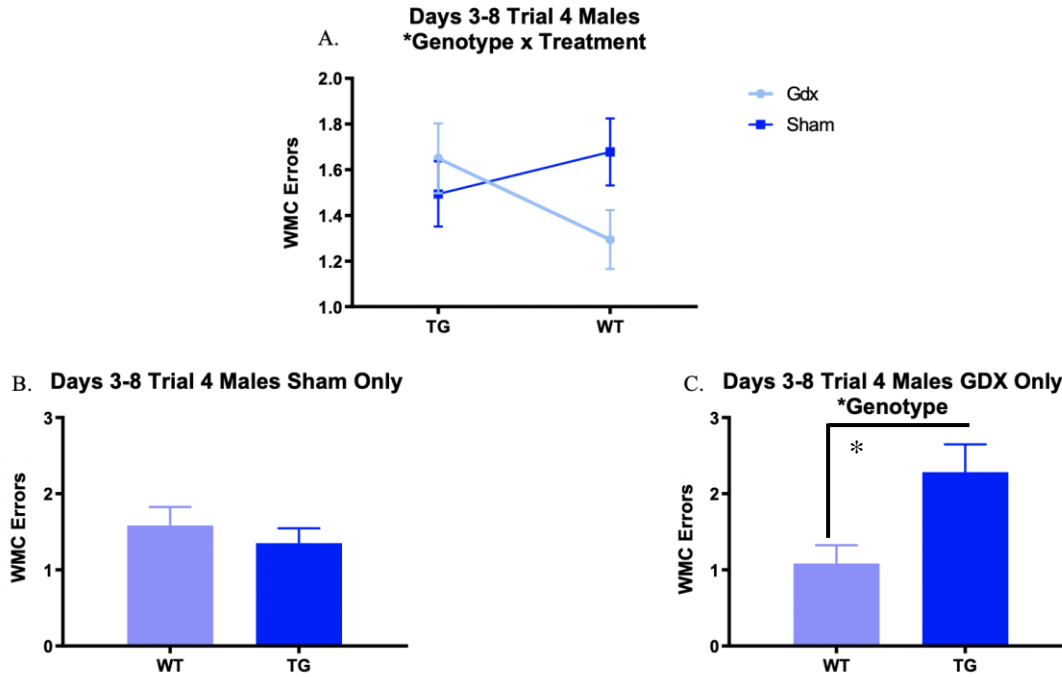 A.
Days 3-8 Trial 4 Males
*Genotype x Treatment
WMC Errors
2.0
1.8
1.6
1.4
1.2
1.0
TG
WT
Gdx
Sham
B.
Days 3-8 Trial 4 Males Sham Only
WMC Errors
3
2
1
0
WT
TG
C.
Days 3-8 Trial 4 Males GDX Only
*Genotype
*
WMC Errors
3
2
1
0
WT
TG